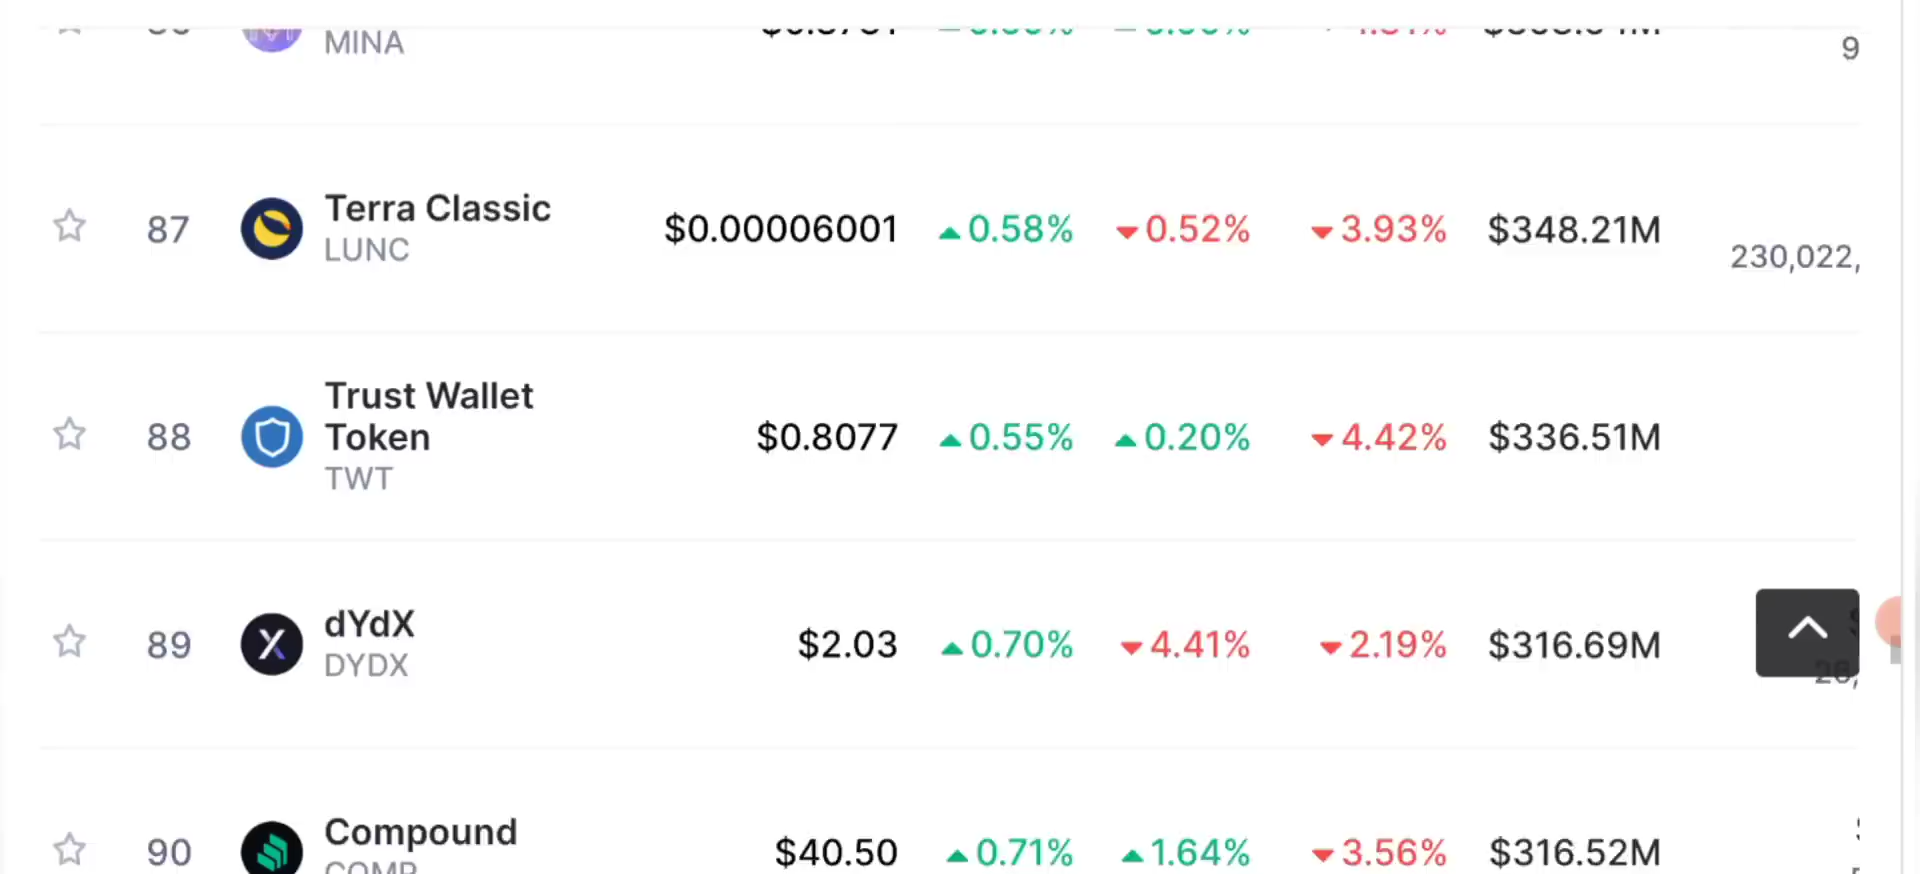 MINA
9
87 Terra Classic $0.00006001 0.58% 0.52% 3.93% $348.21M
LUNC
230,022,
88 Trust Wallet Token $0.8077 0.55% 0.20% 4.42% $336.51M
TWT
89 dYdX $2.03 0.70% 4.41% 2.19% $316.69M
DYDX
90 Compound $40.50 0.71% 1.64% 3.56% $316.52M
COMP